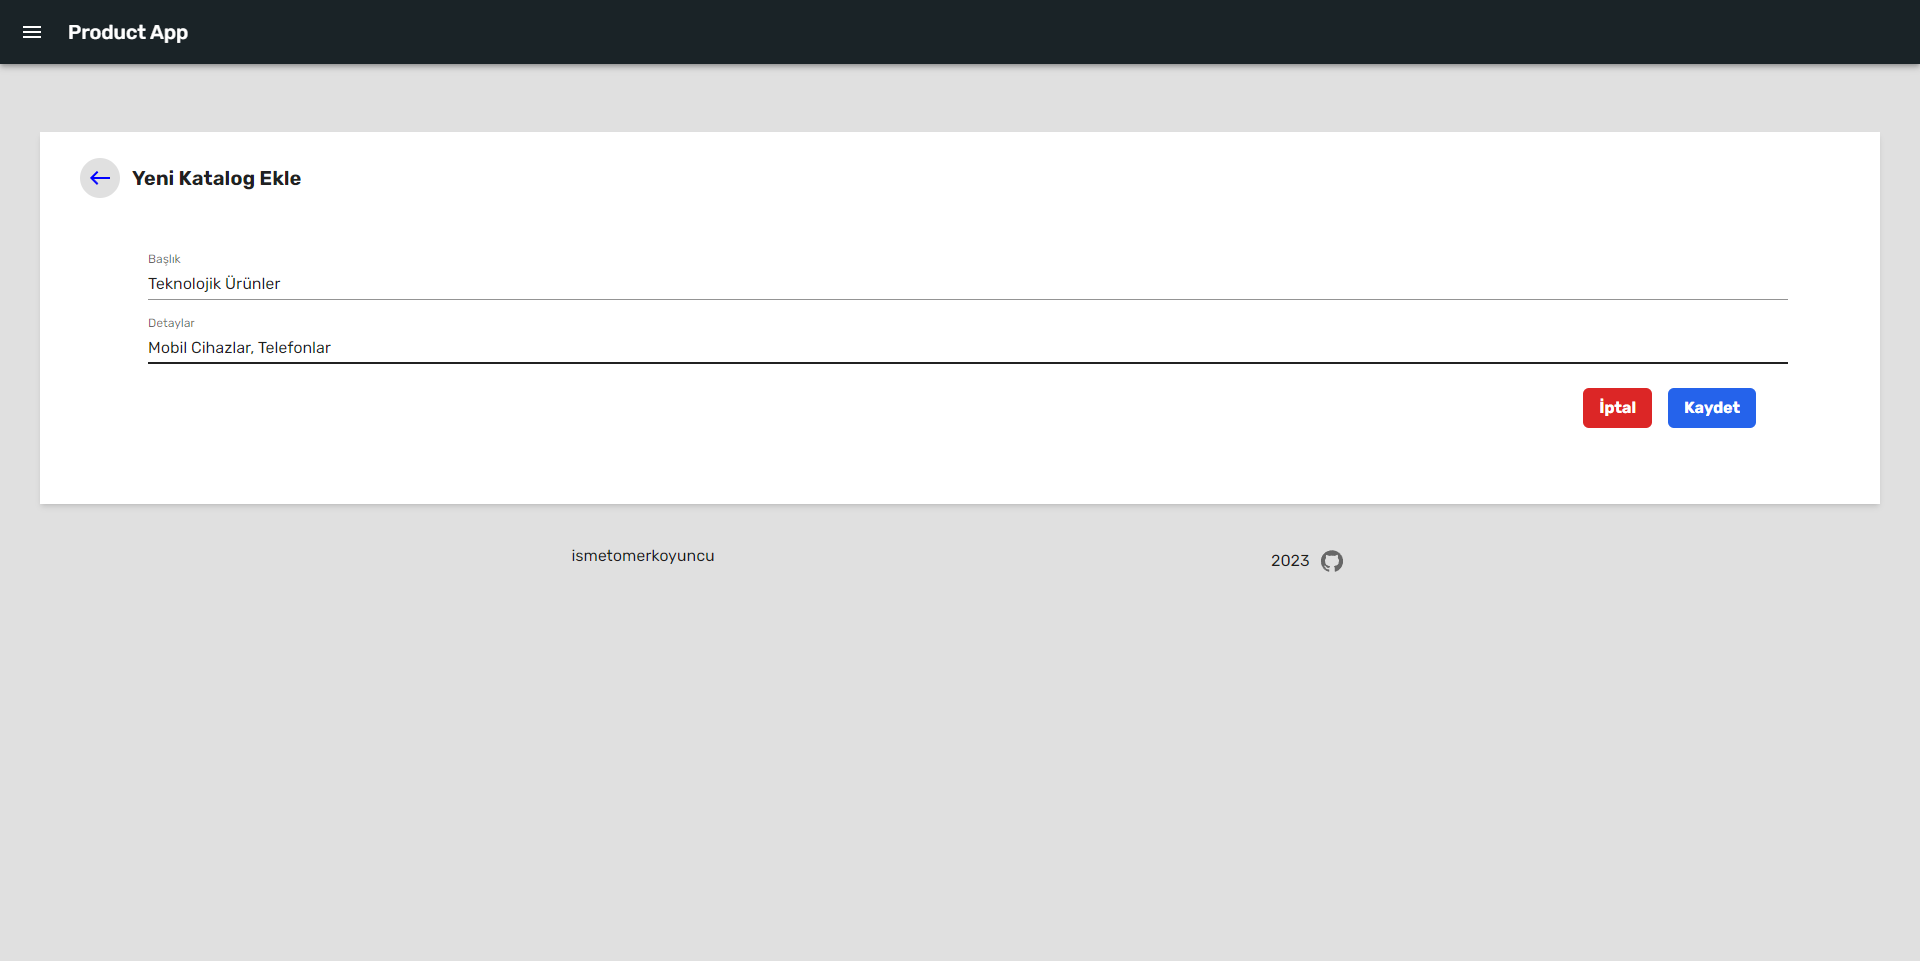 Product App
Yeni Katalog Ekle
Başlık
Teknolojik Ürünler
Detaylar
Mobil Cihazlar, Telefonlar
İptal
Kaydet
ismetomerkoyuncu
2023